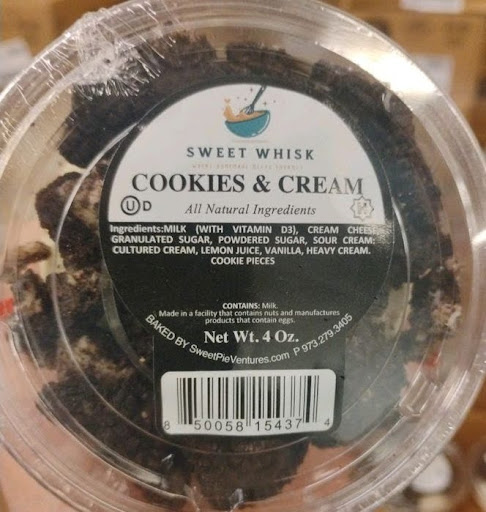 SWEET WHISK
COOKIES & CREAM
U D
All Natural Ingredients
Ingredients:MILK (WITH VITAMIN D3), CREAM CHEESE,
GRANULATED SUGAR, POWDERED SUGAR, SOUR CREAM:
CULTURED CREAM, LEMON JUICE, VANILLA, HEAVY CREAM.
COOKIE PIECES
CONTAINS: Milk.
Made in a facility that contains nuts and manufactures
products that contain eggs.
Net Wt. 4 Oz.
BAKED BY SweetPieVentures.com P 973.279.3405
8 50058 15437 4